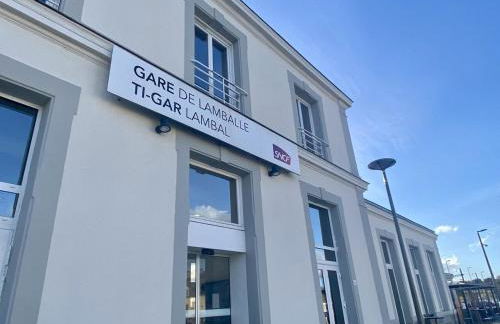 GARE DE LAMBALLE
TI-GAR LAMBAL
SNCF